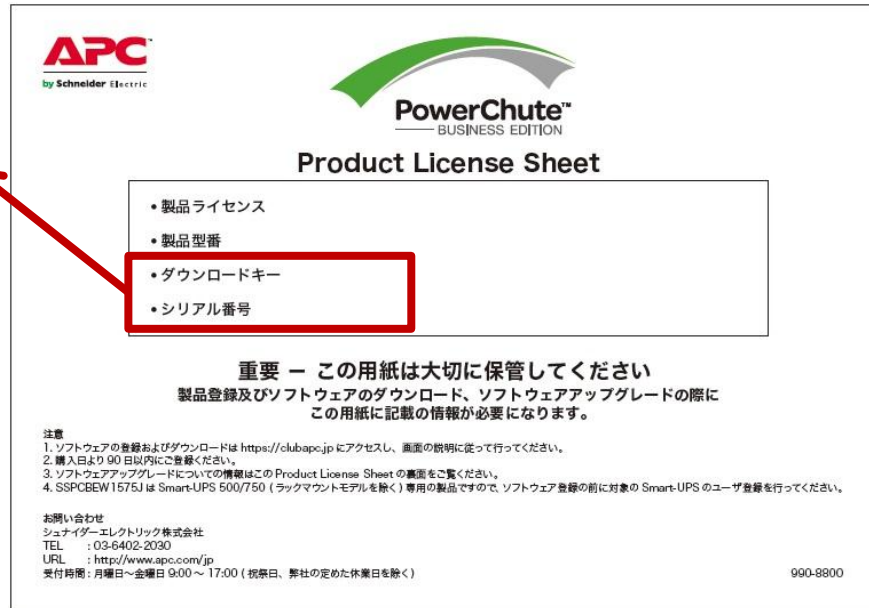 APC
by Schneider Electric
PowerChute™
BUSINESS EDITION
Product License Sheet
• 製品ライセンス
• 製品型番
• ダウンロードキー
• シリアル番号
重要 － この用紙は大切に保管してください
製品登録及びソフトウェアのダウンロード、ソフトウェアアップグレードの際に
この用紙に記載の情報が必要になります。
注意
1. ソフトウェアの登録およびダウンロードは https://clubapc.jp にアクセスし、画面の説明に従って行ってください。
2. 購入日より 90 日以内にご登録ください。
3. ソフトウェアアップグレードについての情報はこの Product License Sheet の裏面をご覧ください。
4. SSPCBEW1575J は Smart-UPS 500/750 ( ラックマウントモデルを除く ) 専用の製品ですので、ソフトウェア登録の前に対象の Smart-UPS のユーザ登録を行ってください。
お問い合わせ
シュナイダーエレクトリック株式会社
TEL : 03-6402-2030
URL : http://www.apc.com/jp
受付時間 : 月曜日〜金曜日 9:00 〜 17:00 ( 祝祭日、弊社の定めた休業日を除く )
990-8800